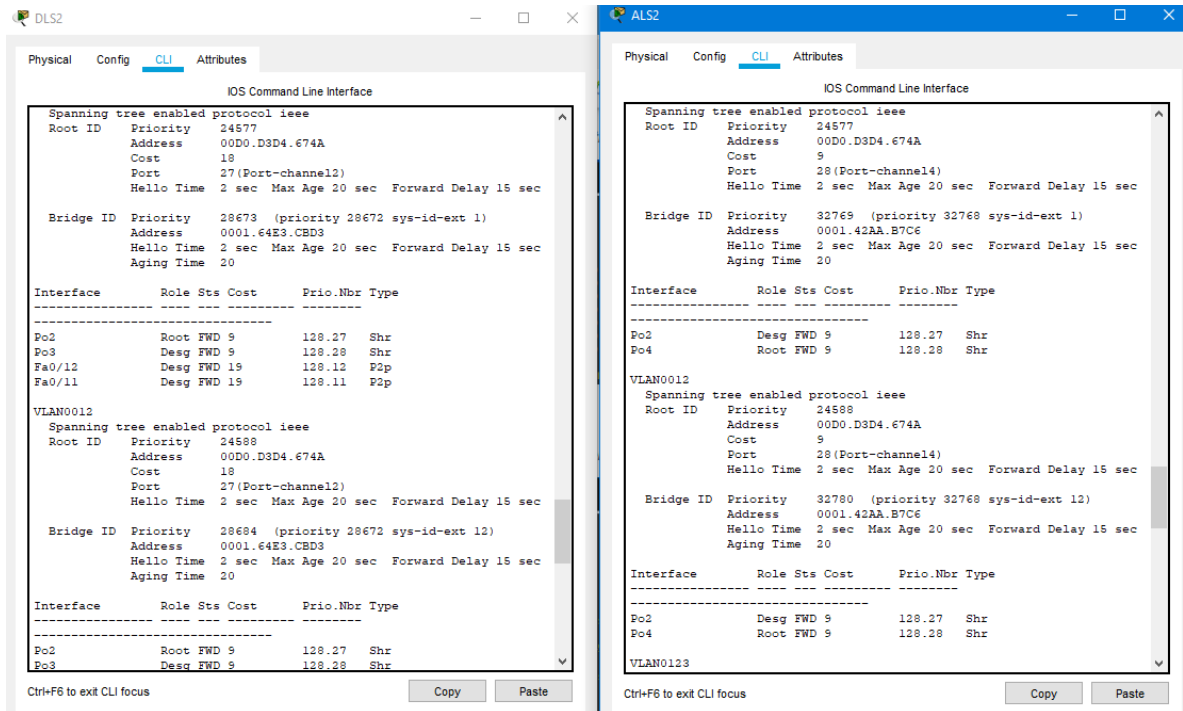 DLS2
Physical Config CLI Attributes
IOS Command Line Interface
Spanning tree enabled protocol ieee
Root ID Priority 24577
Address 00D0.D3D4.674A
Cost 18
Port 27(Port-channel2)
Hello Time 2 sec Max Age 20 sec Forward Delay 15 sec
Bridge ID Priority 28673 (priority 28672 sys-id-ext 1)
Address 0001.64E3.CBD3
Hello Time 2 sec Max Age 20 sec Forward Delay 15 sec
Aging Time 20
Interface Role Sts Cost Prio.Nbr Type
---------------- ---- --- --------- --------
--------------------------------
Po2 Root FWD 9 128.27 Shr
Po3 Desg FWD 9 128.28 Shr
Fa0/12 Desg FWD 19 128.12 P2p
Fa0/11 Desg FWD 19 128.11 P2p
VLAN0012
Spanning tree enabled protocol ieee
Root ID Priority 24588
Address 00D0.D3D4.674A
Cost 18
Port 27(Port-channel2)
Hello Time 2 sec Max Age 20 sec Forward Delay 15 sec
Bridge ID Priority 28684 (priority 28672 sys-id-ext 12)
Address 0001.64E3.CBD3
Hello Time 2 sec Max Age 20 sec Forward Delay 15 sec
Aging Time 20
Interface Role Sts Cost Prio.Nbr Type
---------------- ---- --- --------- --------
--------------------------------
Po2 Root FWD 9 128.27 Shr
Po3 Desg FWD 9 128.28 Shr
Ctrl+F6 to exit CLI focus
Copy Paste
ALS2
Physical Config CLI Attributes
IOS Command Line Interface
Spanning tree enabled protocol ieee
Root ID Priority 24577
Address 00D0.D3D4.674A
Cost 9
Port 28(Port-channel4)
Hello Time 2 sec Max Age 20 sec Forward Delay 15 sec
Bridge ID Priority 32769 (priority 32768 sys-id-ext 1)
Address 0001.42AA.B7C6
Hello Time 2 sec Max Age 20 sec Forward Delay 15 sec
Aging Time 20
Interface Role Sts Cost Prio.Nbr Type
---------------- ---- --- --------- --------
--------------------------------
Po2 Desg FWD 9 128.27 Shr
Po4 Root FWD 9 128.28 Shr
VLAN0012
Spanning tree enabled protocol ieee
Root ID Priority 24588
Address 00D0.D3D4.674A
Cost 9
Port 28(Port-channel4)
Hello Time 2 sec Max Age 20 sec Forward Delay 15 sec
Bridge ID Priority 32780 (priority 32768 sys-id-ext 12)
Address 0001.42AA.B7C6
Hello Time 2 sec Max Age 20 sec Forward Delay 15 sec
Aging Time 20
Interface Role Sts Cost Prio.Nbr Type
---------------- ---- --- --------- --------
--------------------------------
Po2 Desg FWD 9 128.27 Shr
Po4 Root FWD 9 128.28 Shr
VLAN0123
Ctrl+F6 to exit CLI focus
Copy Paste